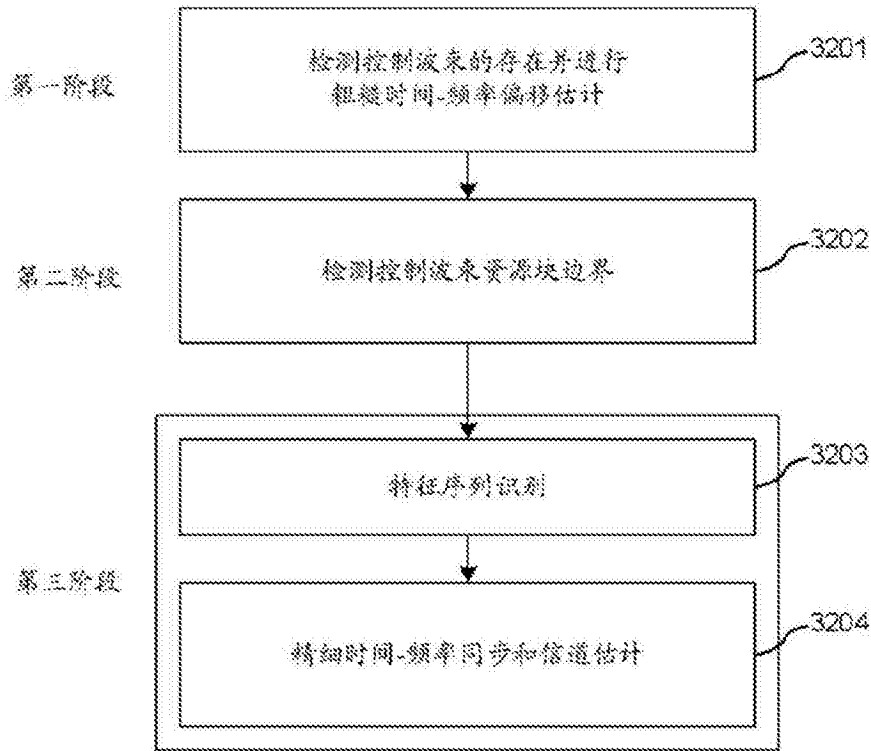 第一阶段
检测控制波束的存在并进行
粗糙时间-频率偏移估计
3201
第二阶段
检测控制波束资源块边界
3202
第三阶段
特征序列识别
3203
精细时间-频率同步和信道估计
3204